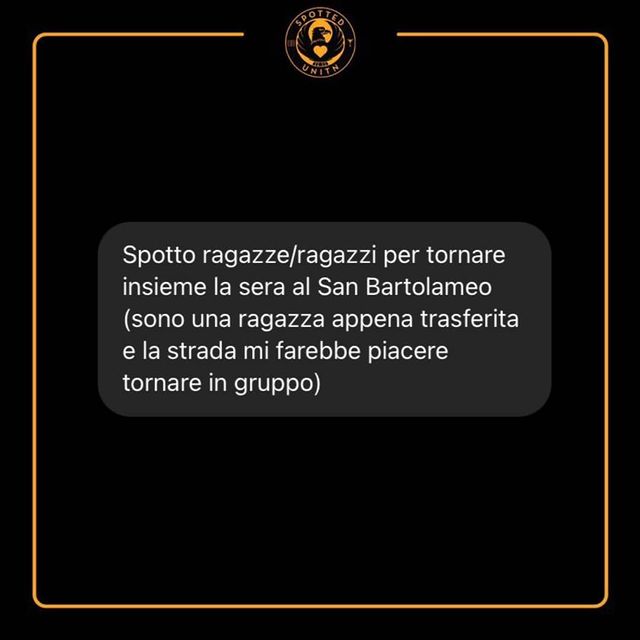 SPOTTED
UNITN
Spotto ragazze/ragazzi per tornare
insieme la sera al San Bartolameo
(sono una ragazza appena trasferita
e la strada mi farebbe piacere
tornare in gruppo)